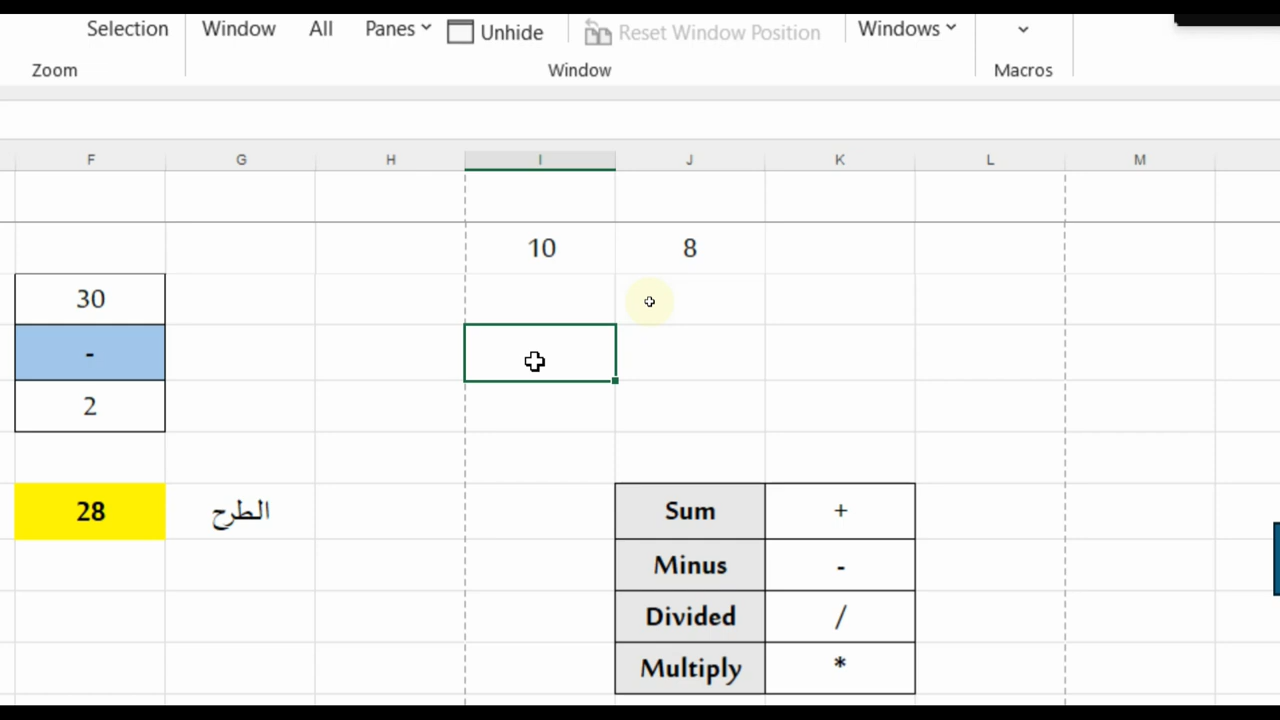 Selection
Window
All
Panes
Unhide
Reset Window Position
Windows
Zoom
Window
Macros
F G H I J K L M
10 8
30
-
2
28 الطرح
Sum +
Minus -
Divided /
Multiply *